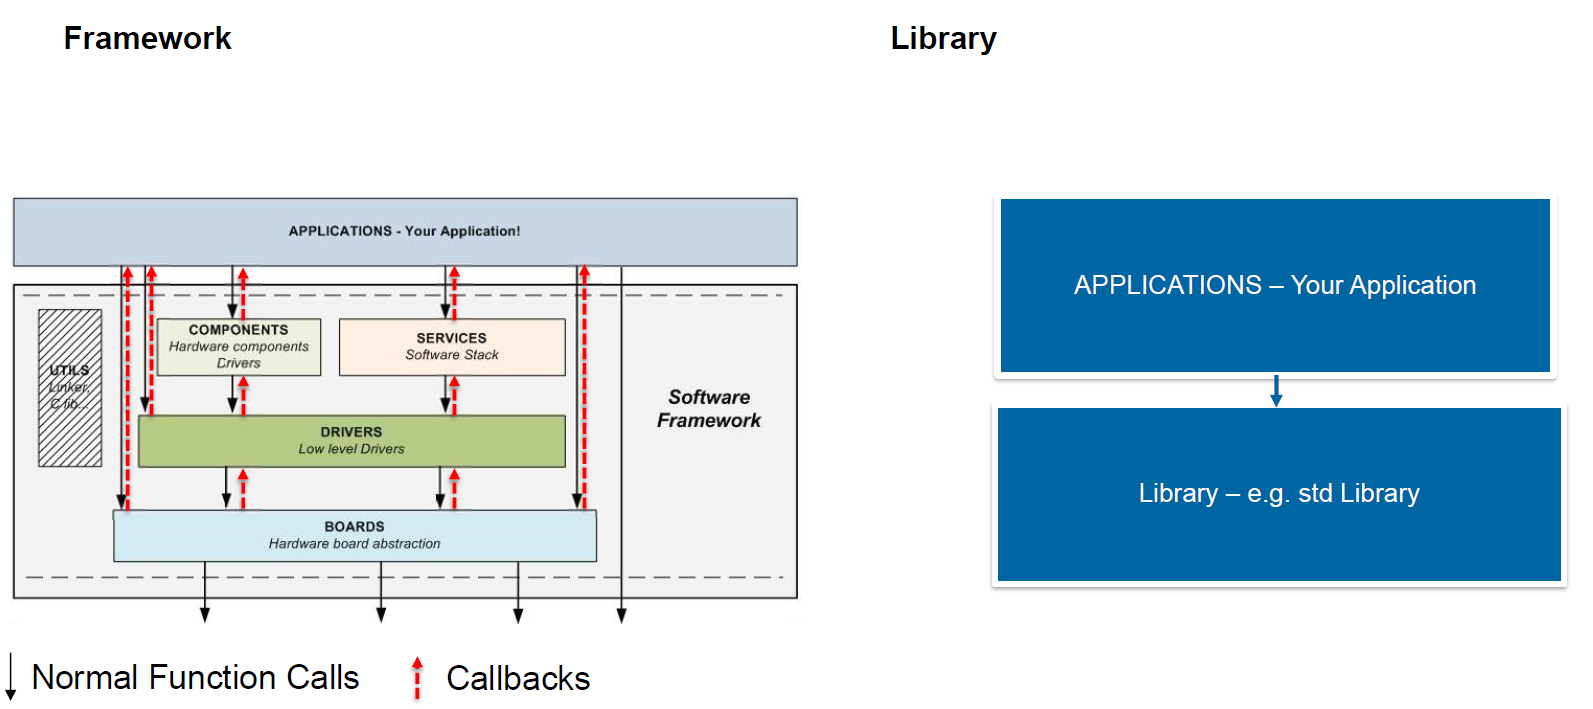 Framework
Library
APPLICATIONS - Your Application!
COMPONENTS
Hardware components
Drivers
SERVICES
Software Stack
UTILS
Linker,
C lib...
Software
Framework
DRIVERS
Low level Drivers
BOARDS
Hardware board abstraction
Normal Function Calls
Callbacks
APPLICATIONS – Your Application
Library – e.g. std Library